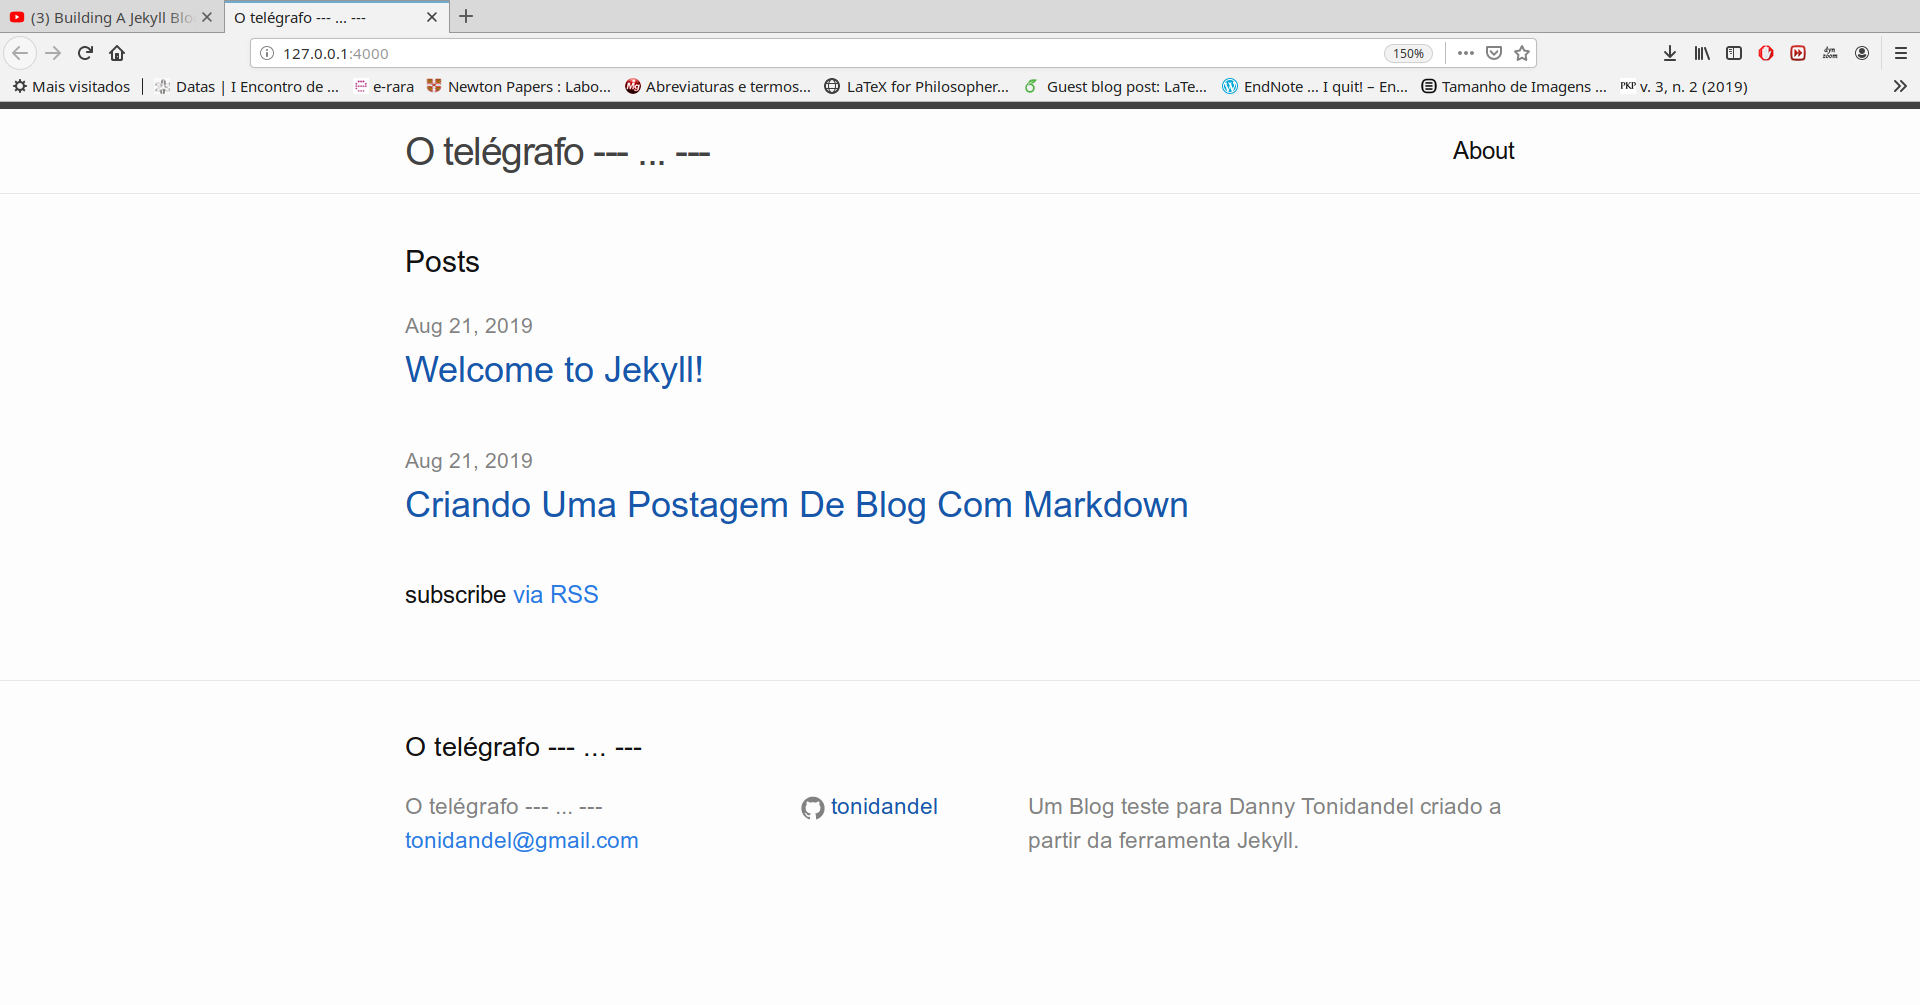 (3) Building A Jekyll Blo
O telégrafo --- ... ---
127.0.0.1:4000
150%
dyn
zoom
Mais visitados
Datas | I Encontro de ...
e-rara
Newton Papers : Labo...
Mg
Abreviaturas e termos...
LaTeX for Philosopher...
Guest blog post: LaTe...
EndNote ... I quit! – En...
Tamanho de Imagens ...
PKP
v. 3, n. 2 (2019)
O telégrafo --- ... ---
About
Posts
Aug 21, 2019
Welcome to Jekyll!
Aug 21, 2019
Criando Uma Postagem De Blog Com Markdown
subscribe via RSS
O telégrafo --- ... ---
O telégrafo --- ... ---
tonidandel@gmail.com
tonidandel
Um Blog teste para Danny Tonidandel criado a
partir da ferramenta Jekyll.